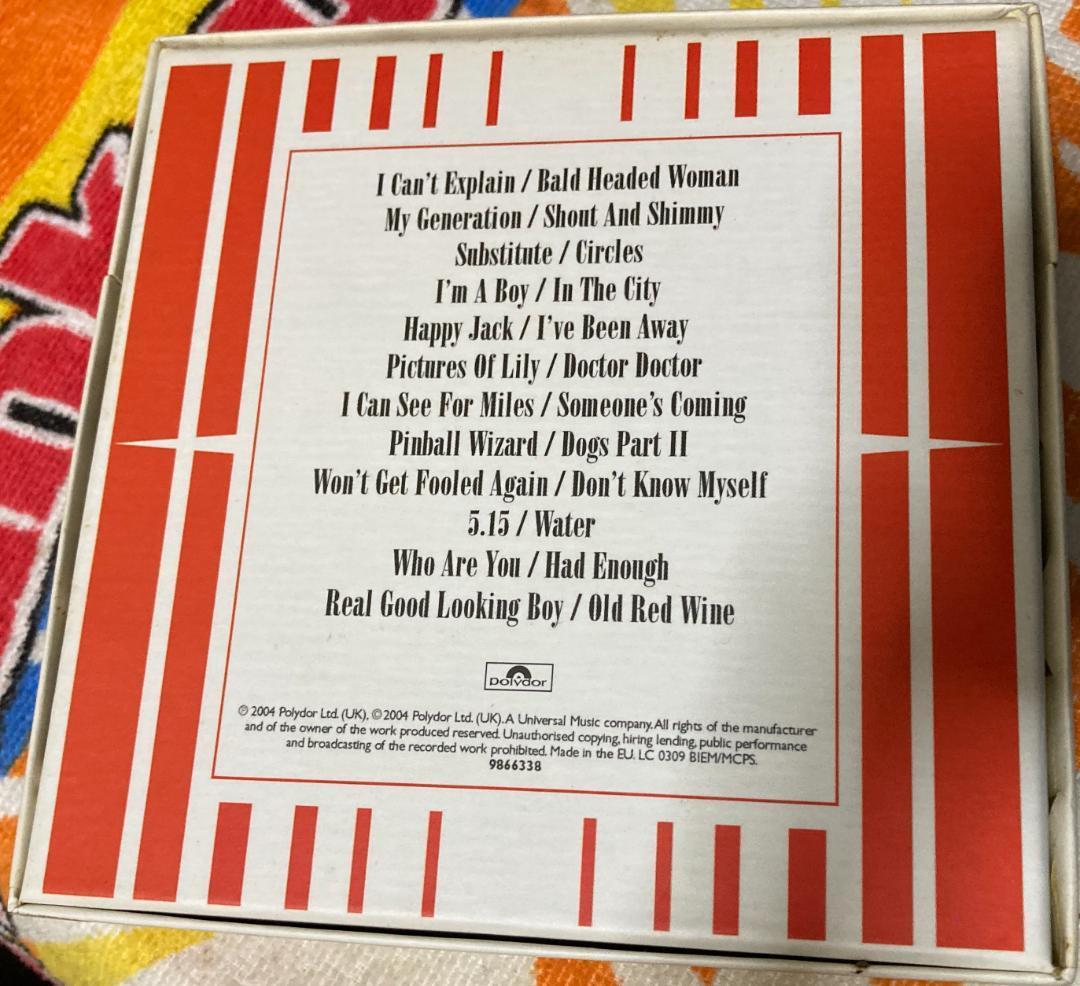 I Can't Explain / Bald Headed Woman
My Generation / Shout And Shimmy
Substitute / Circles
I'm A Boy / In The City
Happy Jack / I've Been Away
Pictures Of Lily / Doctor Doctor
I Can See For Miles / Someone's Coming
Pinball Wizard / Dogs Part II
Won't Get Fooled Again / Don't Know Myself
5.15 / Water
Who Are You / Had Enough
Real Good Looking Boy / Old Red Wine
polydor
℗ 2004 Polydor Ltd. (UK), © 2004 Polydor Ltd. (UK). A Universal Music company. All rights of the manufacturer
and of the owner of the work produced reserved. Unauthorised copying, hiring lending, public performance
and broadcasting of the recorded work prohibited. Made in the EU. LC 0309 BIEM/MCPS.
9866338